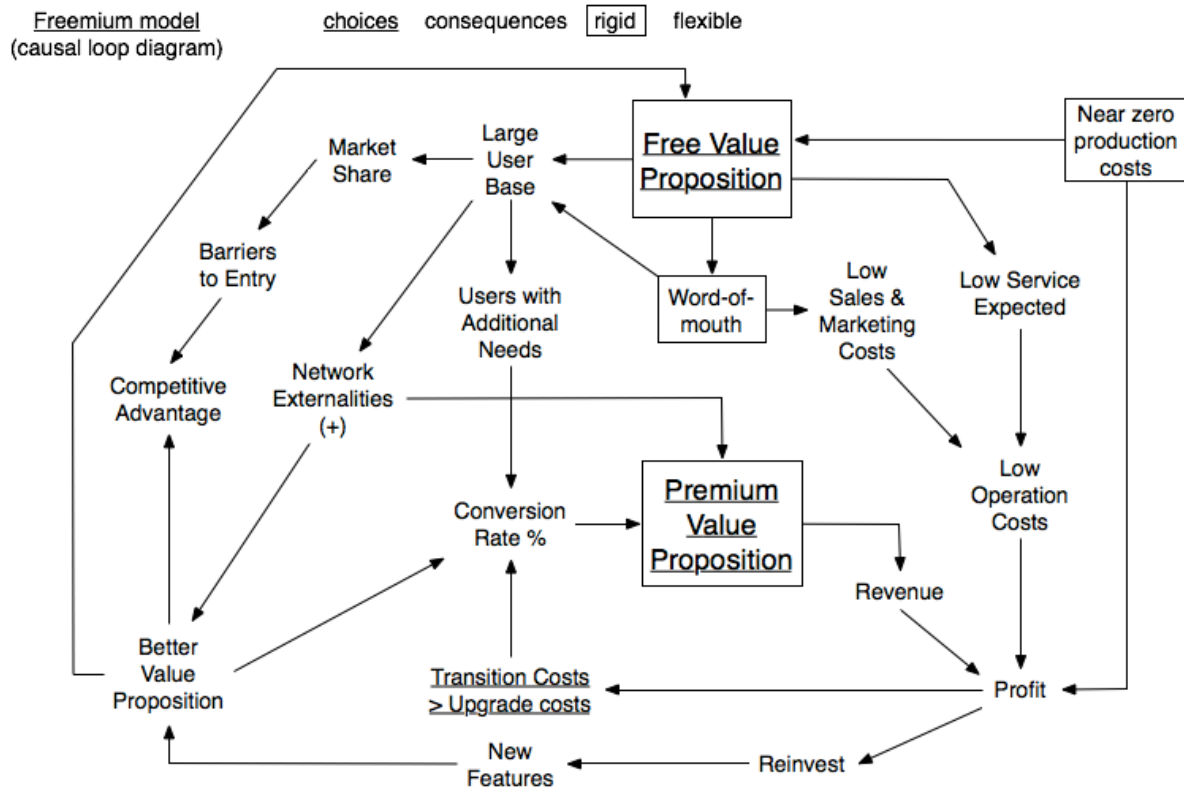 Freemium model
(causal loop diagram)
choices consequences rigid flexible
Market
Share
Large
User
Base
Free Value
Proposition
Near zero
production
costs
Barriers
to Entry
Users with
Additional
Needs
Word-of-
mouth
Low
Sales &
Marketing
Costs
Low Service
Expected
Competitive
Advantage
Network
Externalities
(+)
Conversion
Rate %
Premium
Value
Proposition
Low
Operation
Costs
Revenue
Better
Value
Proposition
Transition Costs
> Upgrade costs
Profit
New
Features
Reinvest